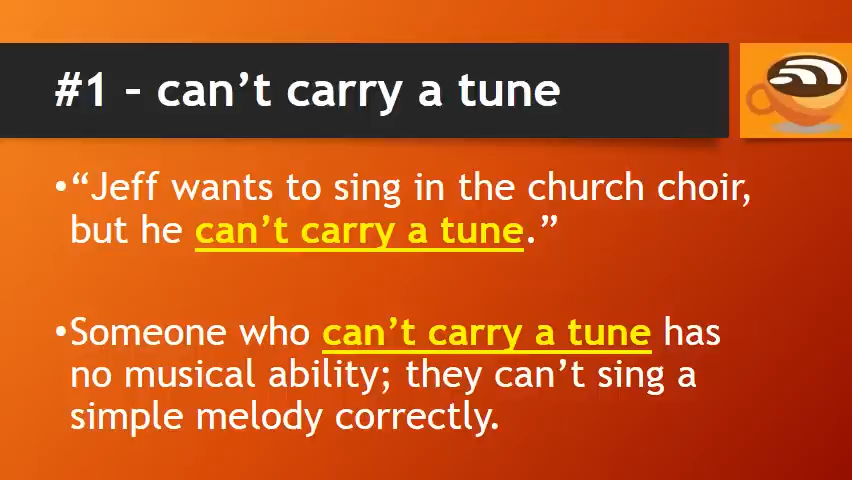 #1 – can’t carry a tune
•“Jeff wants to sing in the church choir,
but he can’t carry a tune.”
•Someone who can’t carry a tune has
no musical ability; they can’t sing a
simple melody correctly.